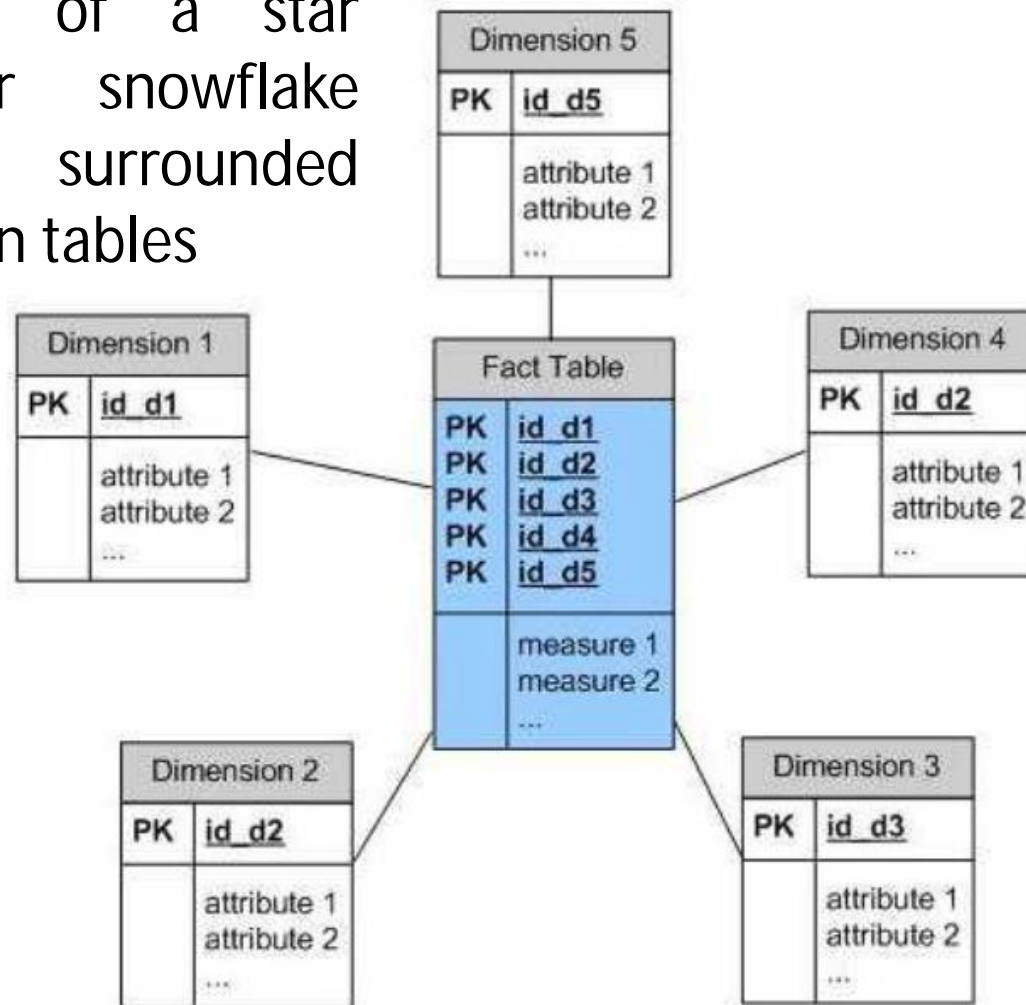 of a star
snowflake
surrounded
tables
Dimension 5
PK id_d5
attribute 1
attribute 2
...
Dimension 1
PK id_d1
attribute 1
attribute 2
...
Fact Table
PK id_d1
PK id_d2
PK id_d3
PK id_d4
PK id_d5
measure 1
measure 2
...
Dimension 4
PK id_d2
attribute 1
attribute 2
...
Dimension 2
PK id_d2
attribute 1
attribute 2
...
Dimension 3
PK id_d3
attribute 1
attribute 2
...